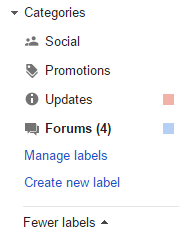 Categories
Social
Promotions
Updates
Forums (4)
Manage labels
Create new label
Fewer labels